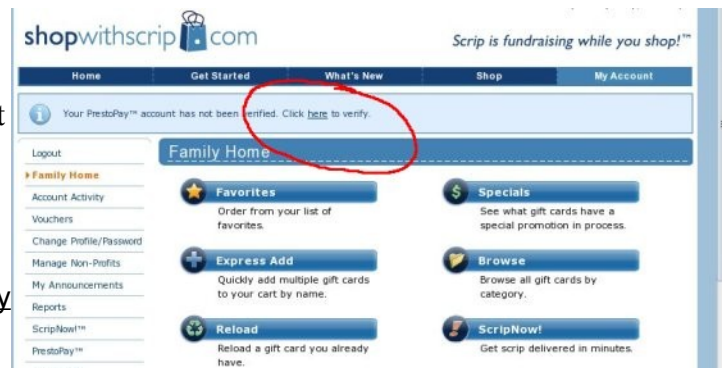 shopwithscrip com
Scrip is fundraising while you shop!™
Home Get Started What's New Shop My Account
t
Your PrestoPay™ account has not been verified. Click here to verify.
Logout
Family Home
Family Home
Account Activity
Vouchers
Change Profile/Password
Manage Non-Profits
My Announcements
y
Reports
ScripNow!™
PrestoPay™
Favorites
Order from your list of
favorites.
$ Specials
See what gift cards have a
special promotion in process.
Express Add
Quickly add multiple gift cards
to your cart by name.
Browse
Browse all gift cards by
category.
Reload
Reload a gift card you already
have.
ScripNow!
Get scrip delivered in minutes.